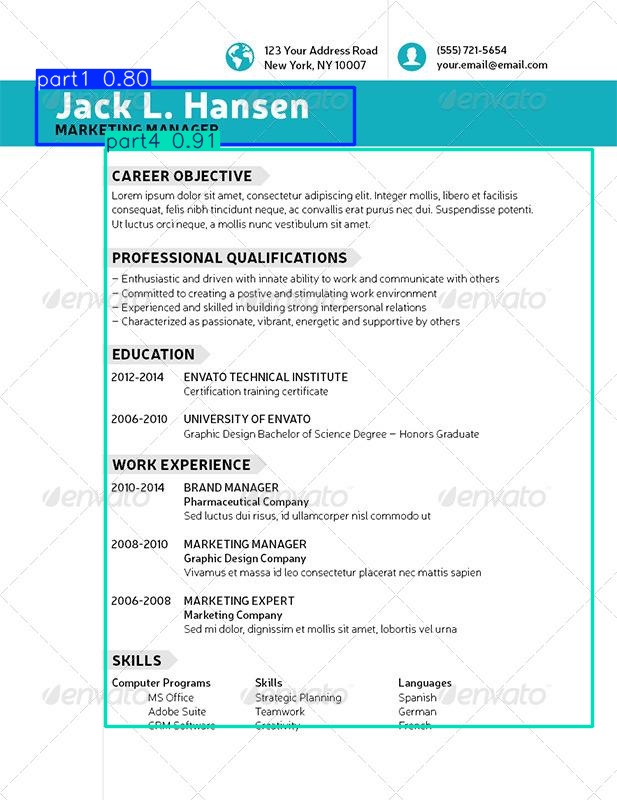 123 Your Address Road
New York, NY 10007
(555) 721-5654
your.email@email.com
part1 0.80
Jack L. Hansen
MARKETING MANAGER
part4 0.91
CAREER OBJECTIVE
Lorem ipsum dolor sit amet, consectetur adipiscing elit. Integer mollis, libero et facilisis
consequat, felis nibh tincidunt neque, ac convallis erat purus nec dui. Suspendisse potenti.
Ut luctus orci neque, a mollis nunc vestibulum sit amet.
PROFESSIONAL QUALIFICATIONS
– Enthusiastic and driven with innate ability to work and communicate with others
– Committed to creating a postive and stimulating work environment
– Experienced and skilled in building strong interpersonal relations
– Characterized as passionate, vibrant, energetic and supportive by others
EDUCATION
2012-2014 ENVATO TECHNICAL INSTITUTE
Certification training certificate
2006-2010 UNIVERSITY OF ENVATO
Graphic Design Bachelor of Science Degree – Honors Graduate
WORK EXPERIENCE
2010-2014 BRAND MANAGER
Pharmaceutical Company
Sed luctus dui risus, id ullamcorper nisl commodo ut
2008-2010 MARKETING MANAGER
Graphic Design Company
Vivamus et massa id leo consectetur placerat nec mattis sapien
2006-2008 MARKETING EXPERT
Marketing Company
Sed mi dolor, dignissim et mollis sit amet, lobortis vel urna
SKILLS
Computer Programs Skills Languages
MS Office Strategic Planning Spanish
Adobe Suite Teamwork German
CRM Software Creativity French
envato